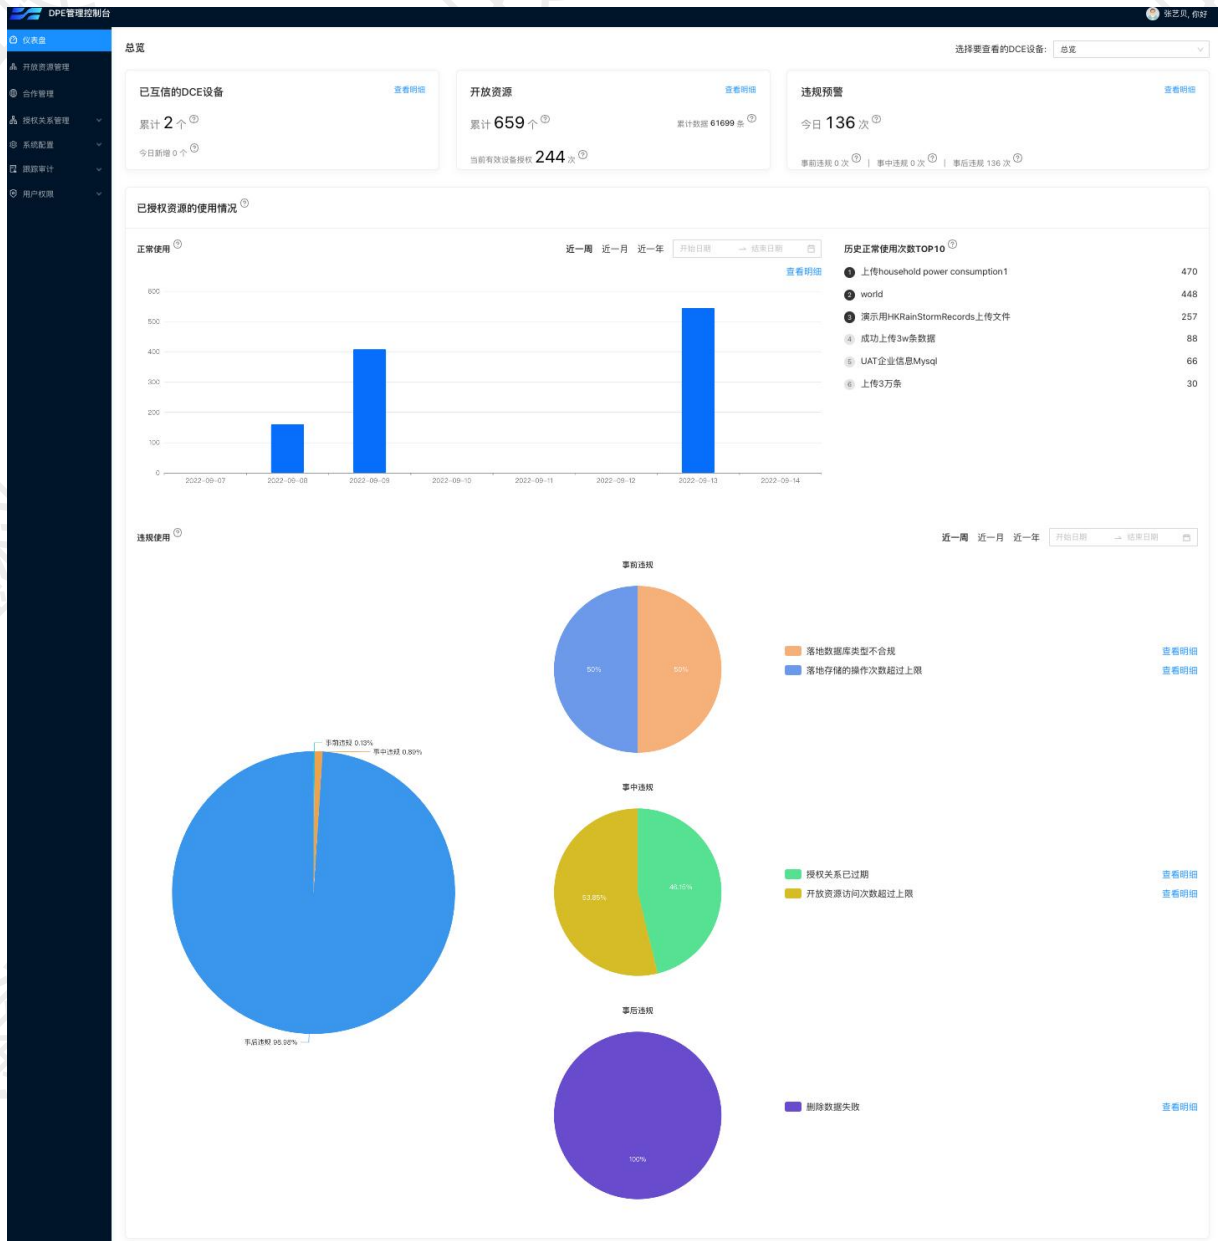 DPE管理控制台
张艺贝, 你好
仪表盘
开放资源管理
合作管理
授权关系管理
系统配置
跟踪审计
用户权限
总览
选择要查看的DCE设备: 总览
已互信的DCE设备 查看明细
累计 2 个
今日新增 0 个
开放资源 查看明细
累计 659 个 累计数据 61699 条
当前有效设备授权 244 次
违规预警 查看明细
今日 136 次
事前违规 0 次 | 事中违规 0 次 | 事后违规 136 次
已授权资源的使用情况
正常使用 近一周 近一月 近一年 开始日期 → 结束日期
查看明细
600
500
400
300
200
100
0
2022-09-07 2022-09-08 2022-09-09 2022-09-10 2022-09-11 2022-09-12 2022-09-13 2022-09-14
历史正常使用次数TOP10
1 上传household power consumption1 470
2 world 448
3 演示用HKRainStormRecords上传文件 257
4 成功上传3w条数据 88
5 UAT企业信息Mysql 66
6 上传3万条 30
违规使用 近一周 近一月 近一年 开始日期 → 结束日期
事前违规 0.13%
事中违规 0.89%
事后违规 98.98%
事前违规
50% 50%
落地数据库类型不合规 查看明细
落地存储的操作次数超过上限 查看明细
事中违规
53.85% 46.15%
授权关系已过期 查看明细
开放资源访问次数超过上限 查看明细
事后违规
100%
删除数据失败 查看明细